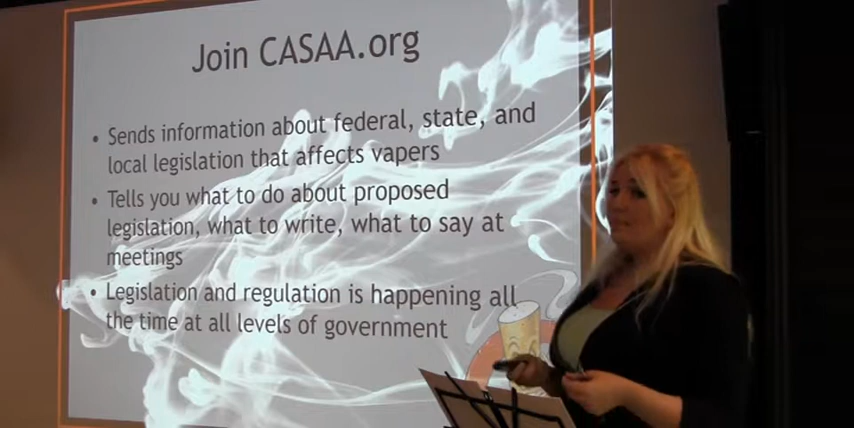 Join CASAA.org
• Sends information about federal, state, and
local legislation that affects vapers
• Tells you what to do about proposed
legislation, what to write, what to say at
meetings
• Legislation and regulation is happening all
the time at all levels of government